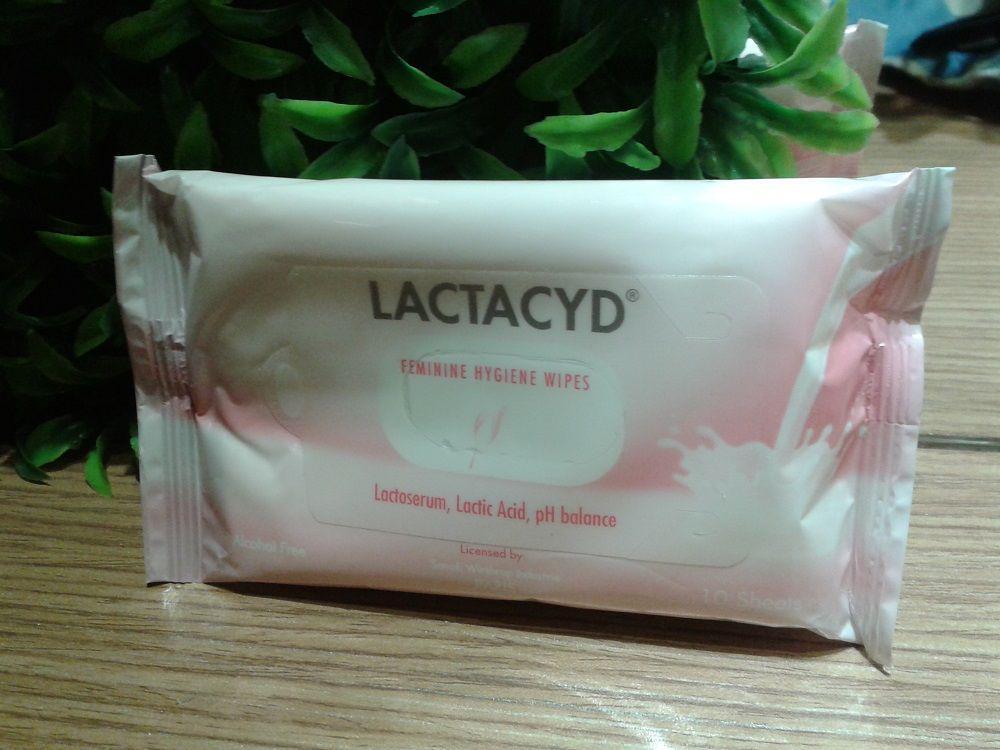 LACTACYD®
FEMININE HYGIENE WIPES
Lactoserum, Lactic Acid, pH balance
Alcohol Free
Licensed by
10 Sheets